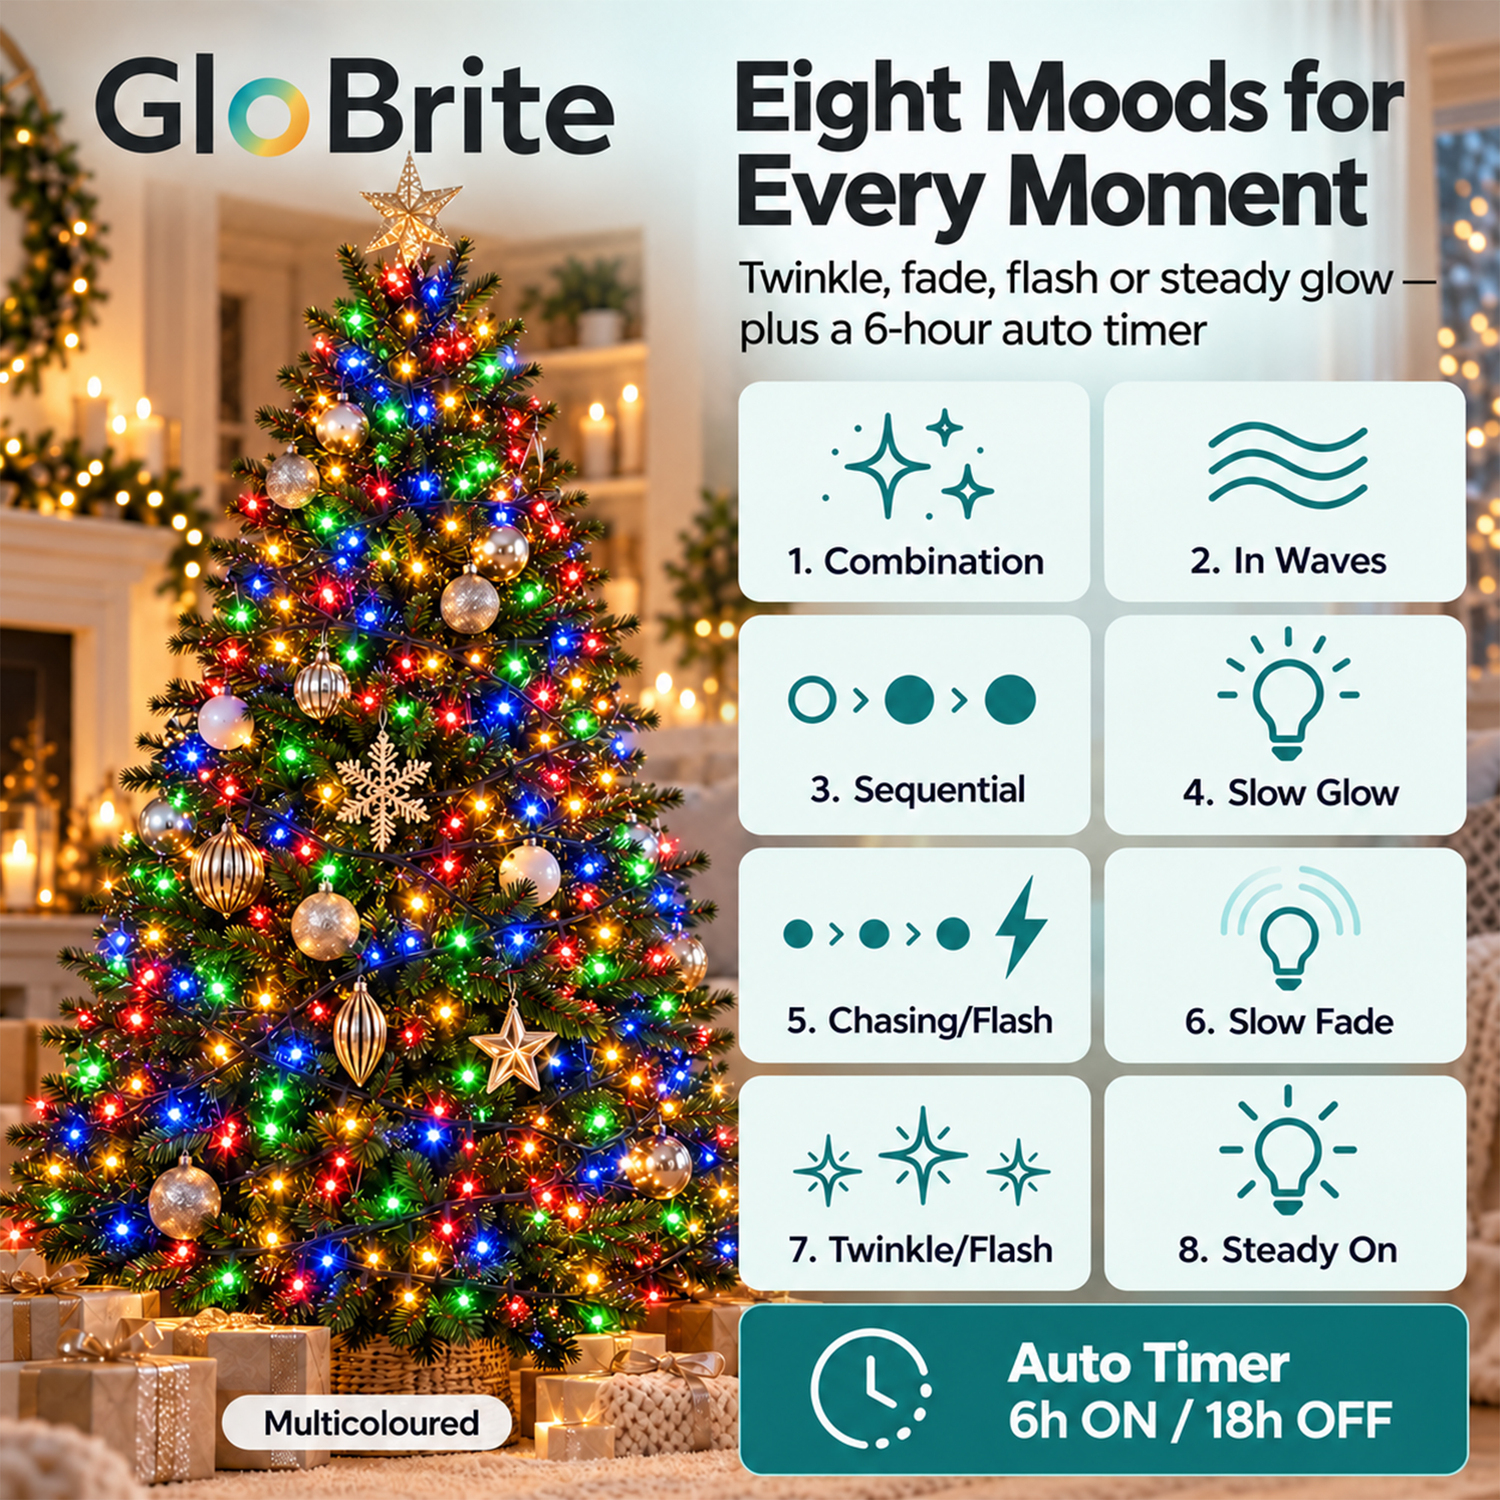 GloBrite
Eight Moods for
Every Moment
Twinkle, fade, flash or steady glow —
plus a 6-hour auto timer
1. Combination
2. In Waves
3. Sequential
4. Slow Glow
5. Chasing/Flash
6. Slow Fade
7. Twinkle/Flash
8. Steady On
Auto Timer
6h ON / 18h OFF
Multicoloured